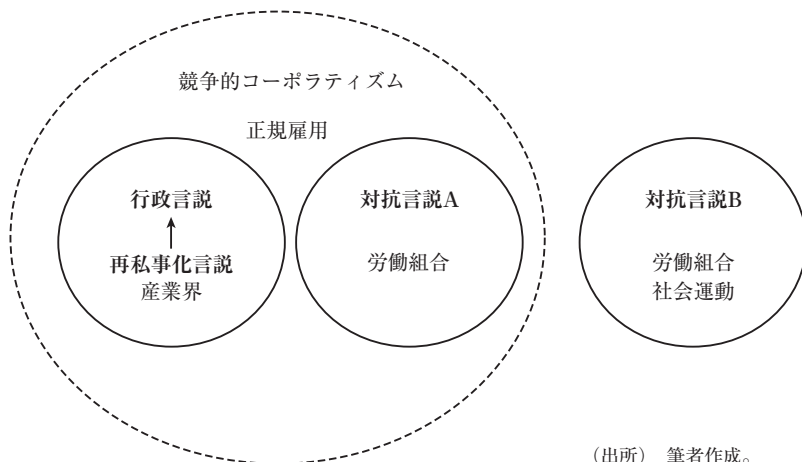 競争的コーポラティズム
正規雇用
行政言説
再私事化言説
産業界
対抗言説A
労働組合
対抗言説B
労働組合
社会運動
（出所）　筆者作成。